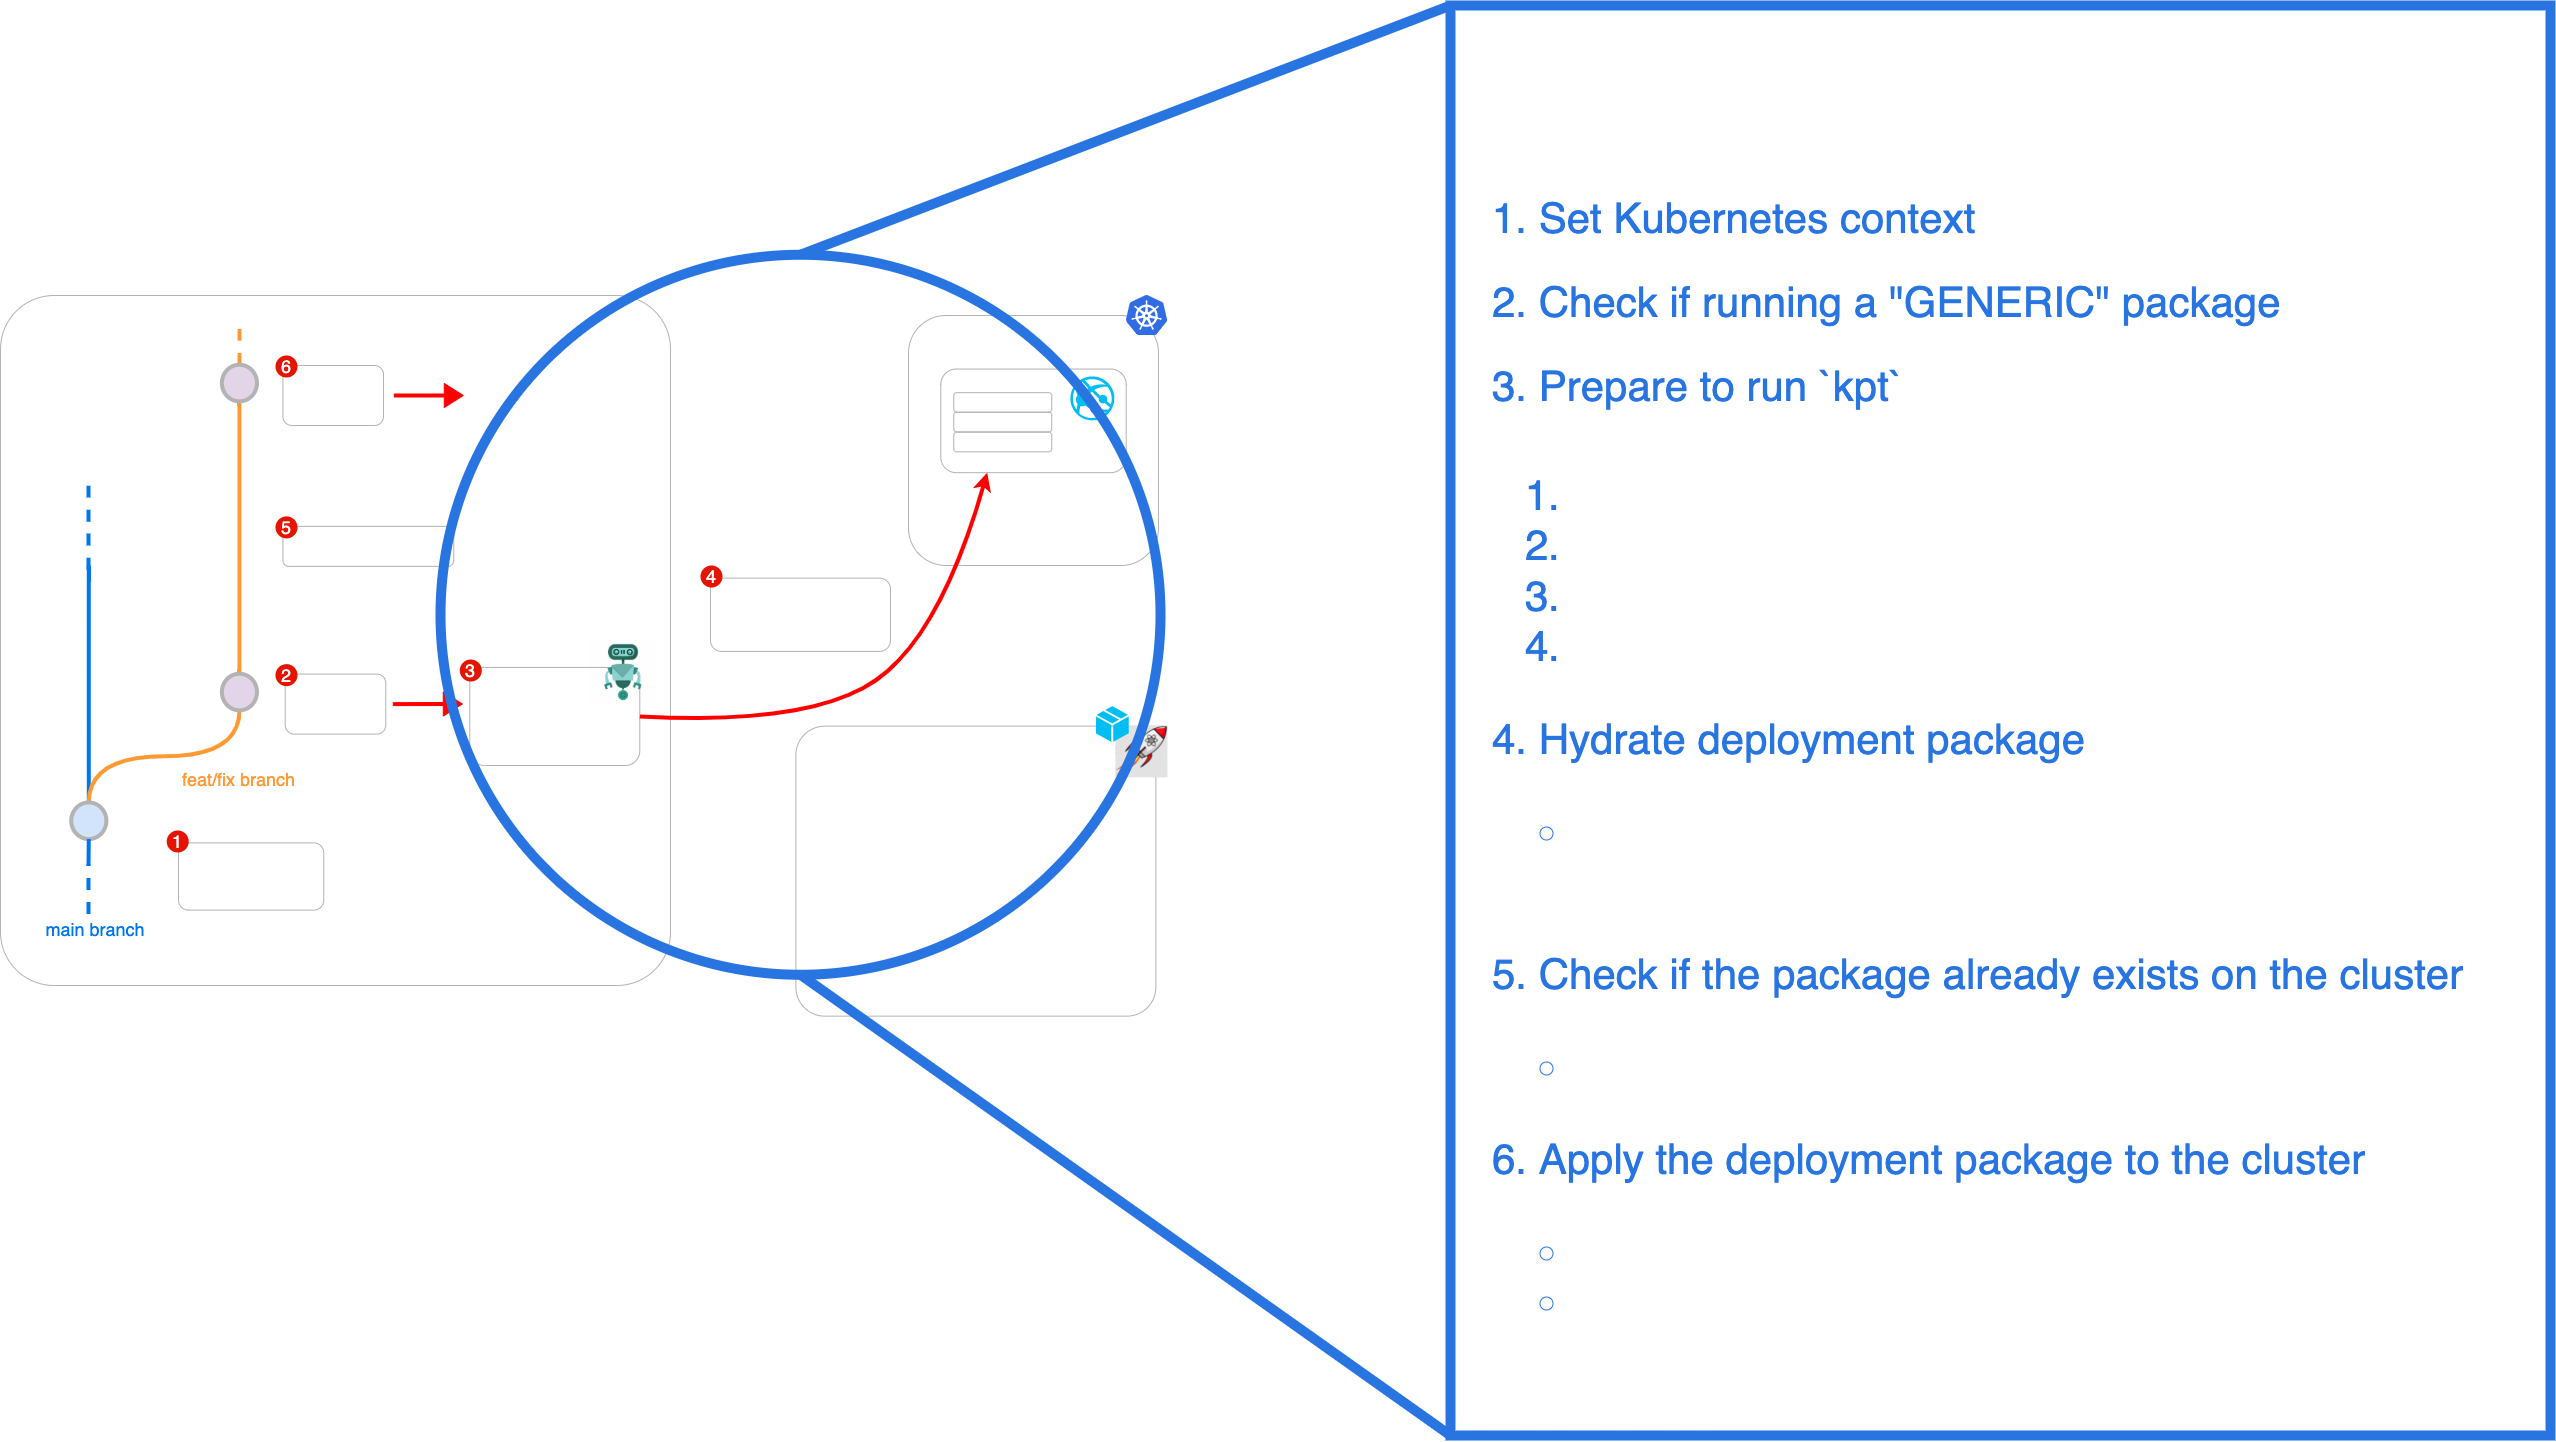 6
5
4
3
2
feat/fix branch
1
main branch
1. Set Kubernetes context
2. Check if running a "GENERIC" package
3. Prepare to run `kpt`
1.
2.
3.
4.
4. Hydrate deployment package
5. Check if the package already exists on the cluster
6. Apply the deployment package to the cluster